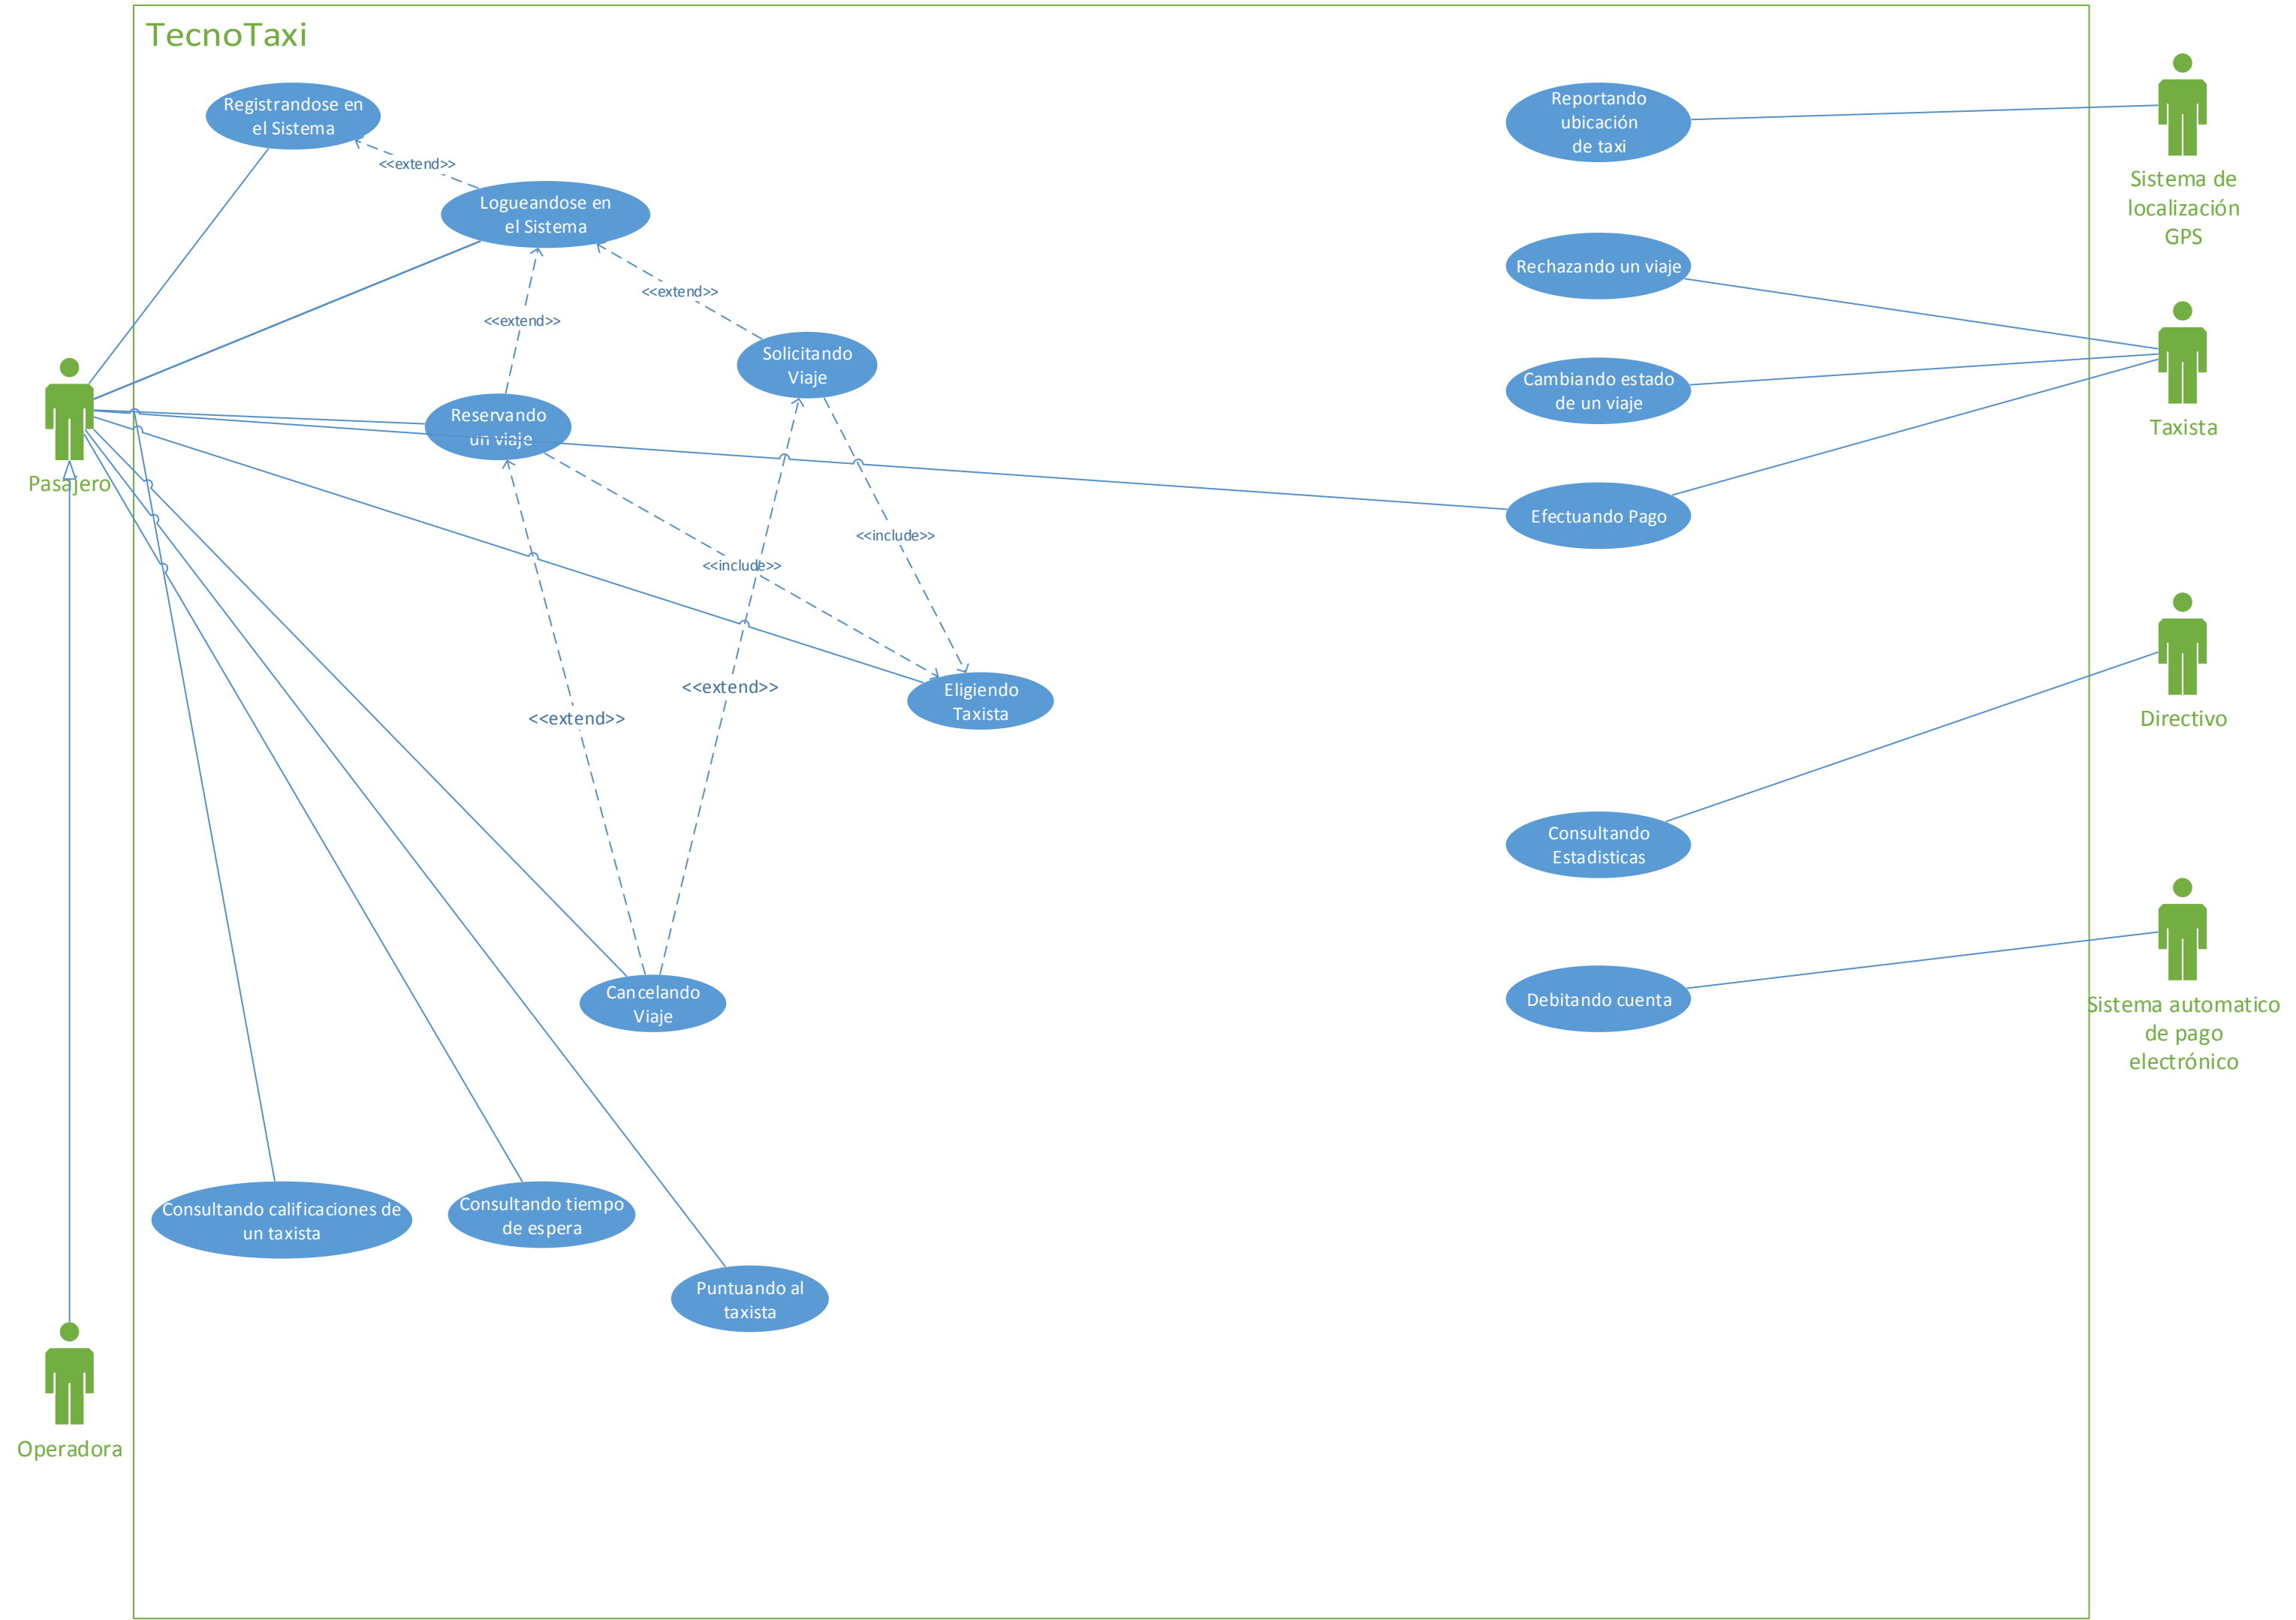 TecnoTaxi
Registrandose en
el Sistema
<<extend>>
Logueandose en
el Sistema
<<extend>>
<<extend>>
Solicitando
Viaje
Reservando
un viaje
Pasajero
<<include>>
<<include>>
<<extend>>
<<extend>>
Eligiendo
Taxista
Cancelando
Viaje
Consultando calificaciones de
un taxista
Consultando tiempo
de espera
Puntuando al
taxista
Operadora
Reportando
ubicación
de taxi
Rechazando un viaje
Cambiando estado
de un viaje
Efectuando Pago
Consultando
Estadisticas
Debitando cuenta
Sistema de
localización
GPS
Taxista
Directivo
Sistema automatico
de pago
electrónico